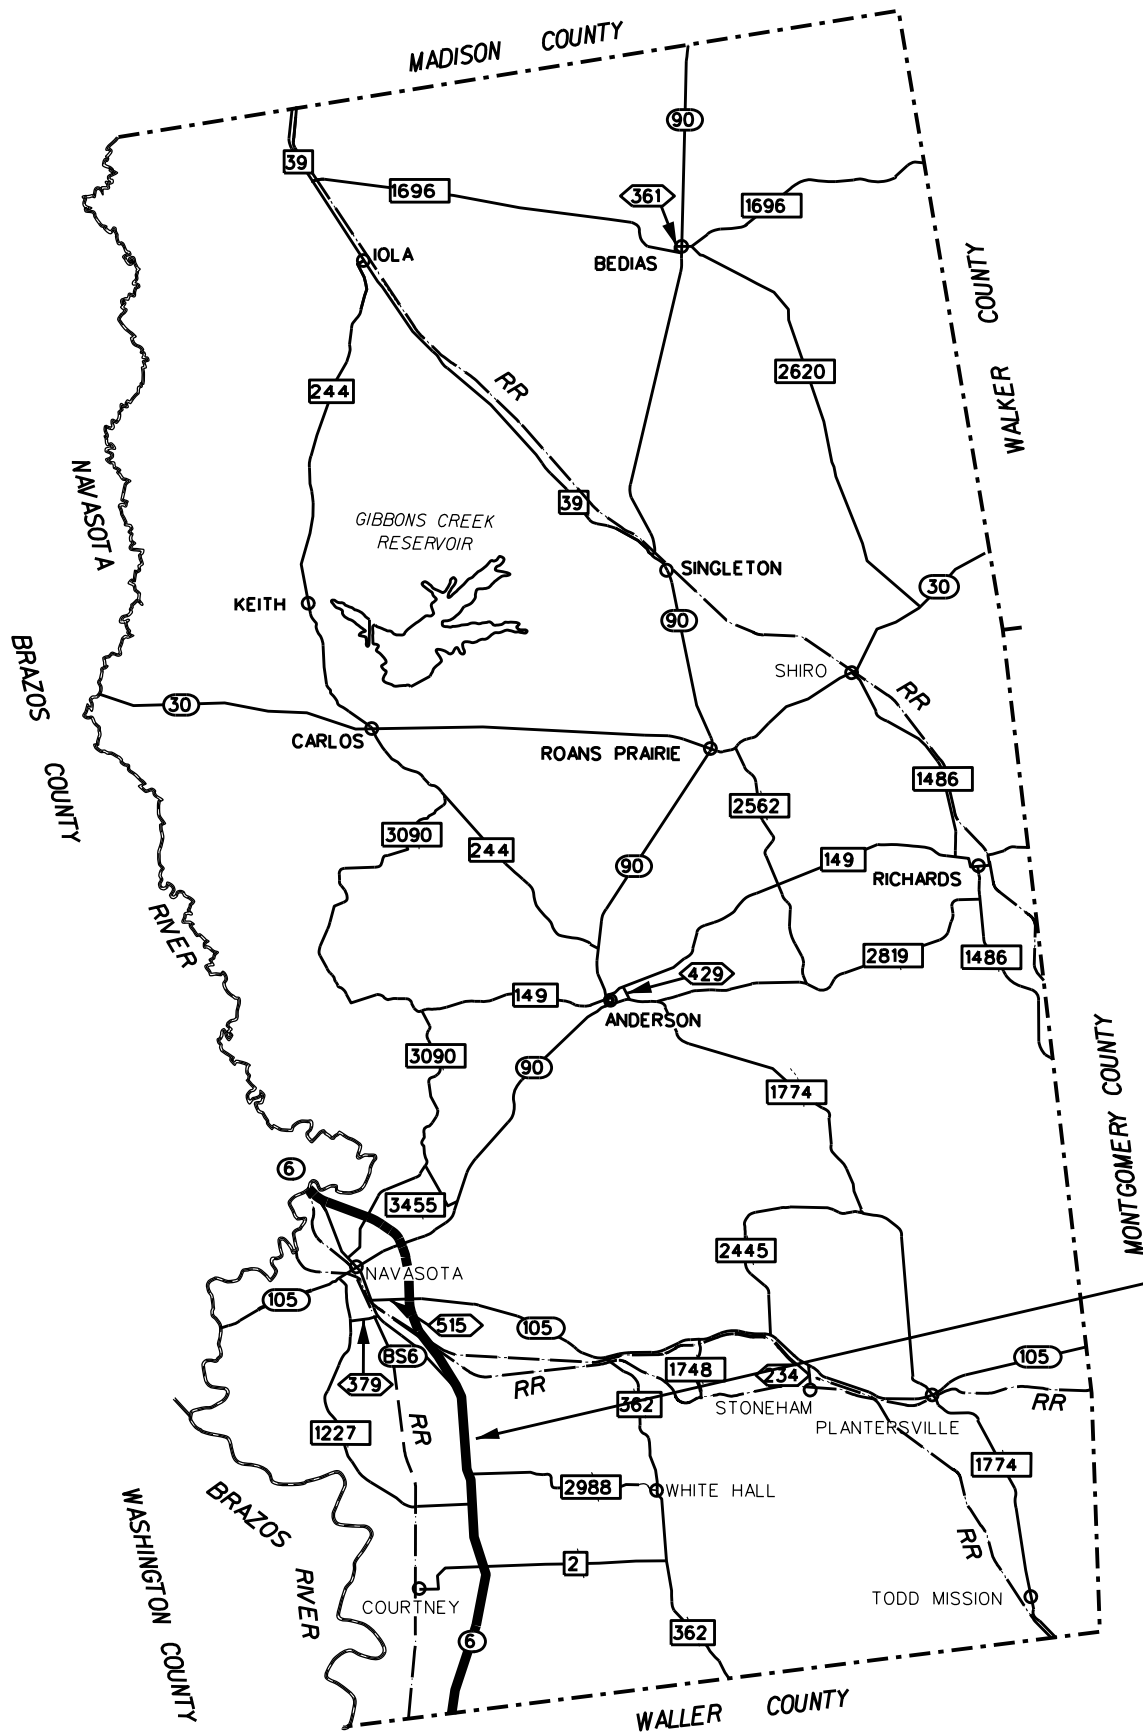 MADISON COUNTY
90
39
1696
361
1696
IOLA
BEDIAS
WALKER COUNTY
244
RR
2620
NAVASOTA
39
GIBBONS CREEK
RESERVOIR
SINGLETON
30
KEITH
90
BRAZOS COUNTY
SHIRO
RR
30
CARLOS
ROANS PRAIRIE
1486
2562
3090
244
90
149
RICHARDS
RIVER
2819
1486
429
149
ANDERSON
MONTGOMERY COUNTY
3090
90
1774
6
3455
2445
NAVASOTA
105
515
105
BS6
105
379
RR
1748
234
RR
362
STONEHAM
PLANTERSVILLE
1227
RR
1774
2988
WHITE HALL
BRAZOS
RIVER
WASHINGTON COUNTY
RR
2
COURTNEY
TODD MISSION
6
362
WALLER COUNTY